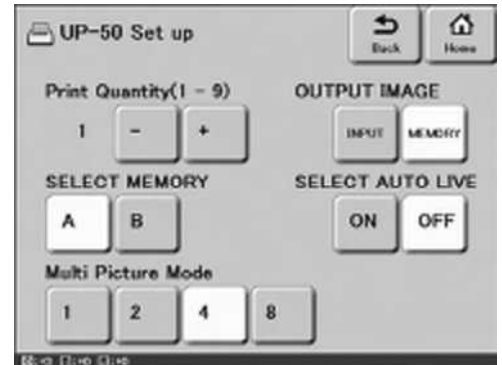 UP-50 Set up
Back
Home
Print Quantity(1 - 9)
1 - +
OUTPUT IMAGE
INPUT MEMORY
SELECT MEMORY
A B
SELECT AUTO LIVE
ON OFF
Multi Picture Mode
1 2 4 8